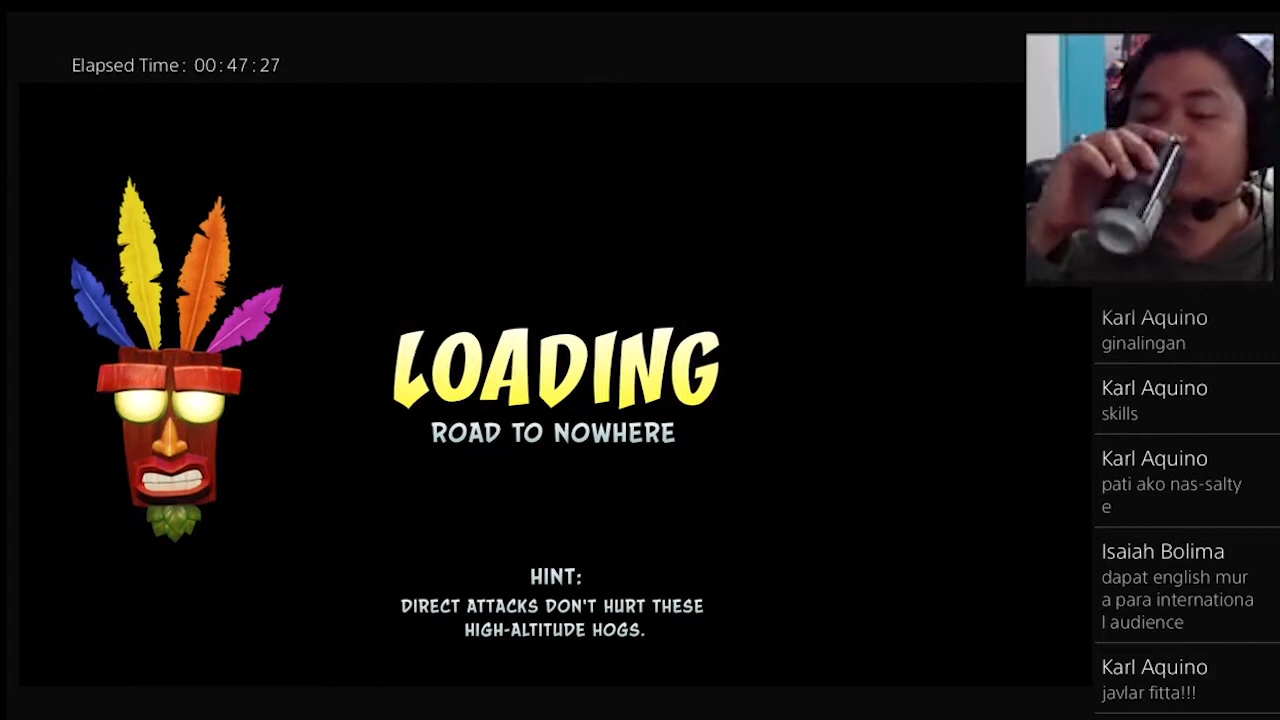 Elapsed Time: 00:47:27
LOADING
ROAD TO NOWHERE
HINT:
DIRECT ATTACKS DON'T HURT THESE
HIGH-ALTITUDE HOGS.
Karl Aquino
ginalingan
Karl Aquino
skills
Karl Aquino
pati ako nas-salty
e
Isaiah Bolima
dapat english mur
a para internationa
l audience
Karl Aquino
javlar fitta!!!